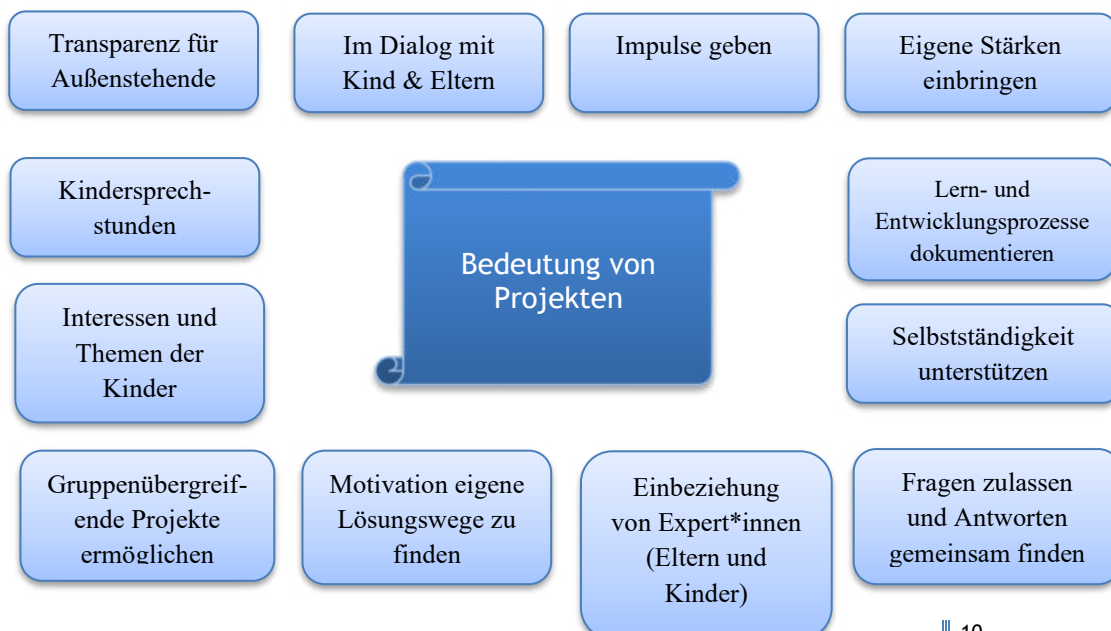 Transparenz für
Außenstehende
Im Dialog mit
Kind & Eltern
Impulse geben
Eigene Stärken
einbringen
Kindersprech-
stunden
Bedeutung von
Projekten
Lern- und
Entwicklungsprozesse
dokumentieren
Interessen und
Themen der
Kinder
Selbstständigkeit
unterstützen
Gruppenübergreif-
ende Projekte
ermöglichen
Motivation eigene
Lösungswege zu
finden
Einbeziehung
von Expert*innen
(Eltern und
Kinder)
Fragen zulassen
und Antworten
gemeinsam finden